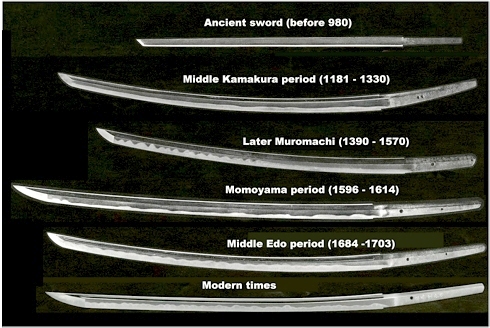 Ancient sword (before 980)
Middle Kamakura period (1181 - 1330)
Later Muromachi (1390 - 1570)
Momoyama period (1596 - 1614)
Middle Edo period (1684 -1703)
Modern times